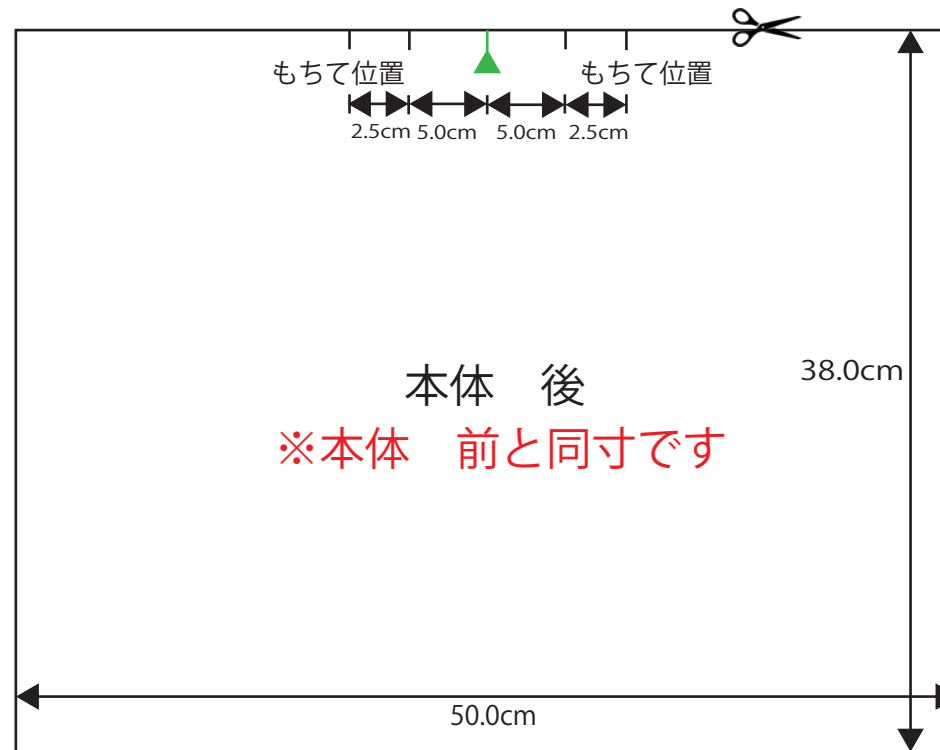 もちて位置 もちて位置
2.5cm 5.0cm 5.0cm 2.5cm
38.0cm
本体　後
※本体　前と同寸です
50.0cm